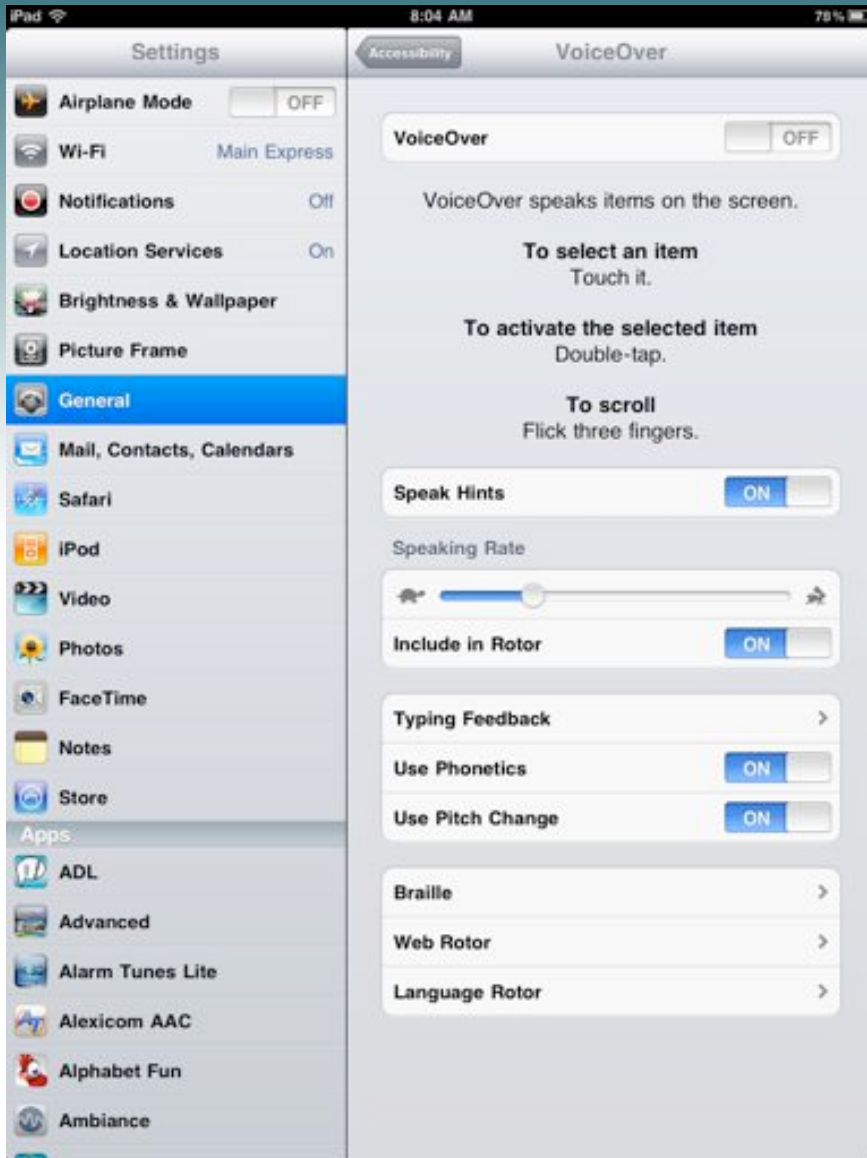 iPad 8:04 AM 78%
Settings
Airplane Mode OFF
Wi-Fi Main Express
Notifications Off
Location Services On
Brightness & Wallpaper
Picture Frame
General
Mail, Contacts, Calendars
Safari
iPod
Video
Photos
FaceTime
Notes
Store
Apps
ADL
Advanced
Alarm Tunes Lite
Alexicom AAC
Alphabet Fun
Ambiance
Accessibility VoiceOver
VoiceOver OFF
VoiceOver speaks items on the screen.
To select an item
Touch it.
To activate the selected item
Double-tap.
To scroll
Flick three fingers.
Speak Hints ON
Speaking Rate
Include in Rotor ON
Typing Feedback
Use Phonetics ON
Use Pitch Change ON
Braille
Web Rotor
Language Rotor